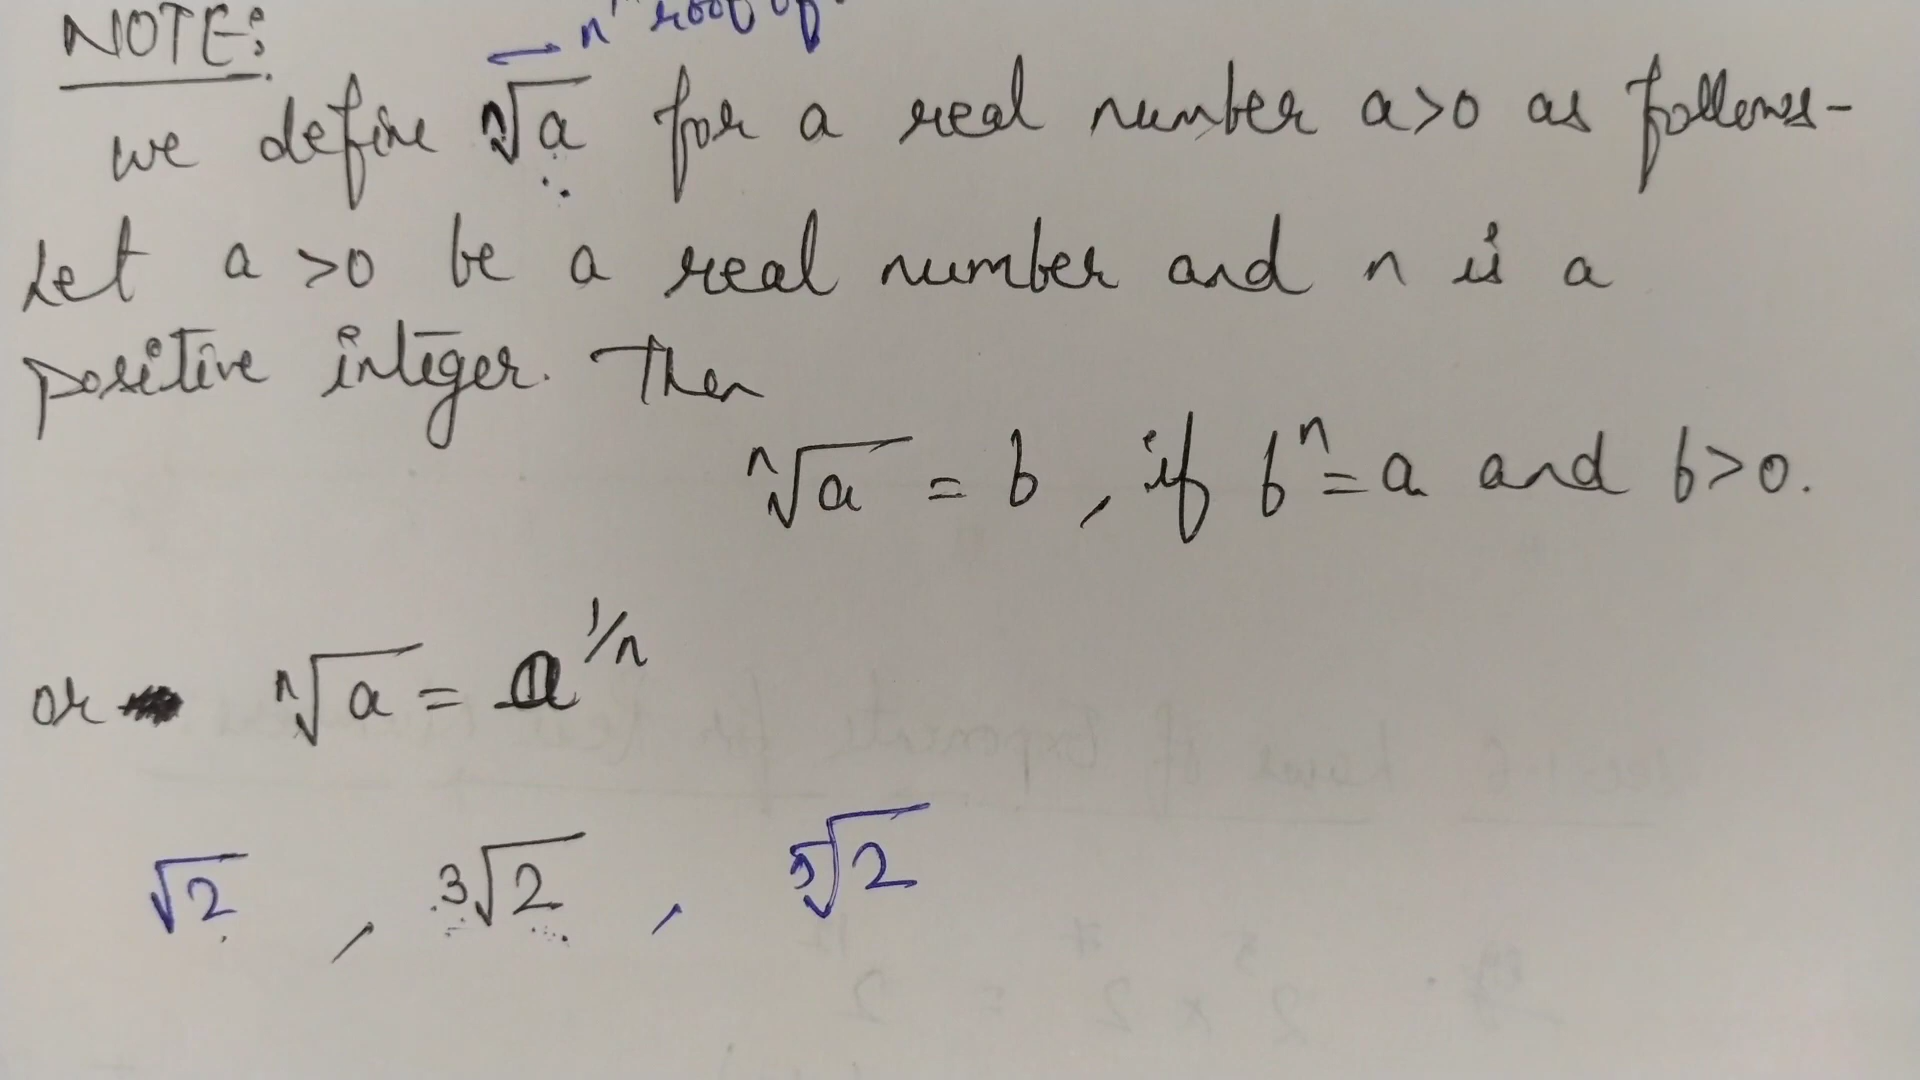 NOTE:
← nth root of
we define ⁿ√a for a real number a>0 as follows-
Let a >0 be a real number and n is a
positive integer. Then
ⁿ√a = b , if bⁿ = a and b>0.
or ⁿ√a = a^1/n
√2 , ³√2 , ⁿ√2